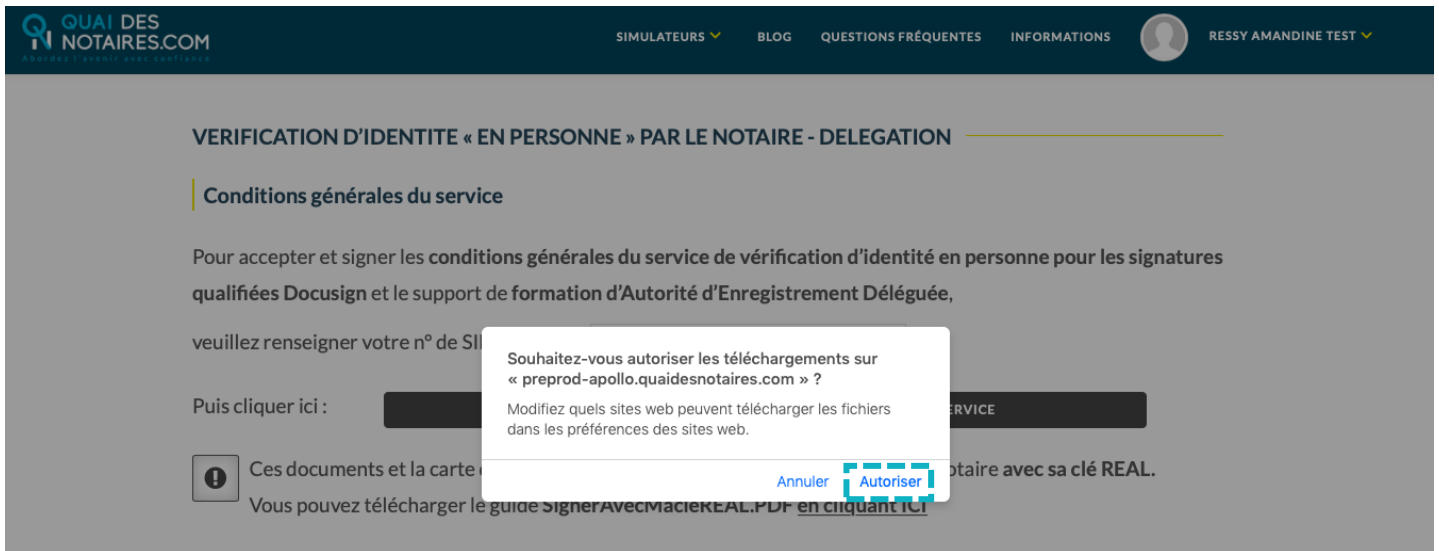 QUAI DES
NOTAIRES.COM
Abordez l'avenir avec confiance
SIMULATEURS
BLOG
QUESTIONS FRÉQUENTES
INFORMATIONS
RESSY AMANDINE TEST
VERIFICATION D'IDENTITE « EN PERSONNE » PAR LE NOTAIRE - DELEGATION
Conditions générales du service
Pour accepter et signer les conditions générales du service de vérification d'identité en personne pour les signatures
qualifiées Docusign et le support de formation d'Autorité d'Enregistrement Déléguée,
veuillez renseigner votre n° de
Souhaitez-vous autoriser les téléchargements sur
« preprod-apollo.quaidesnotaires.com » ?
Modifiez quels sites web peuvent télécharger les fichiers
dans les préférences des sites web.
Annuler
Autoriser
Puis cliquer ici :
Ces documents et la carte
avec sa clé REAL.
Vous pouvez télécharger le guide SignerAvecMacléREAL.PDF en cliquant ICI